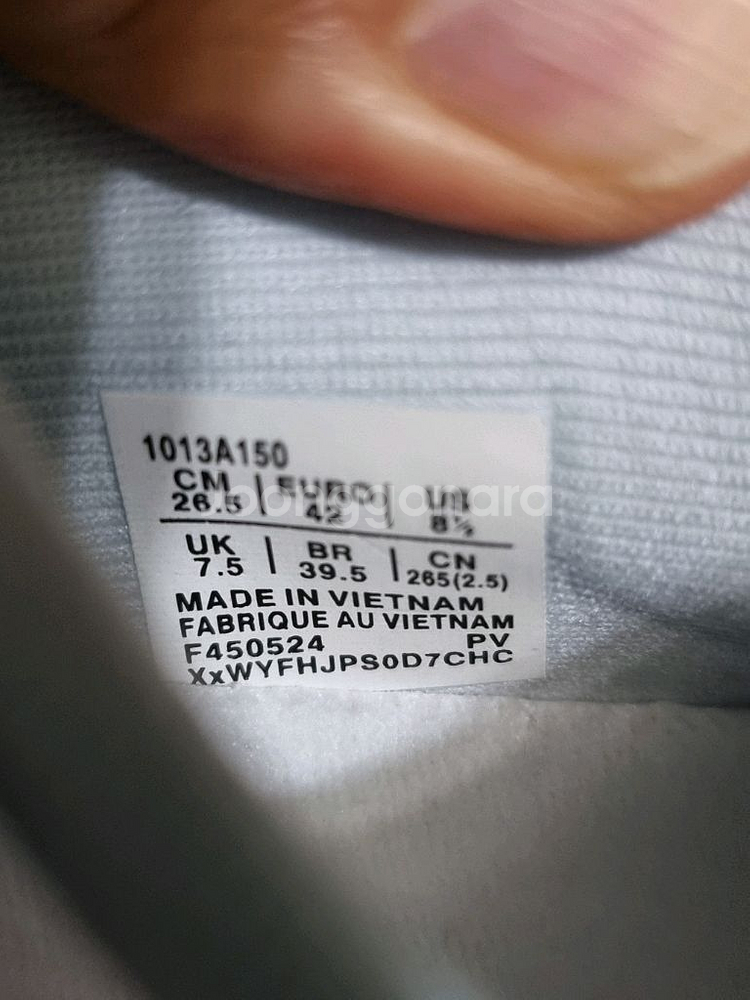 1013A150
CM | EURO | US
26.5 | 42 | 8½
UK | BR | CN
7.5 | 39.5 | 265(2.5)
MADE IN VIETNAM
FABRIQUE AU VIETNAM
F450524 PV
XxWYFHJPS0D7CHC
joonggonara